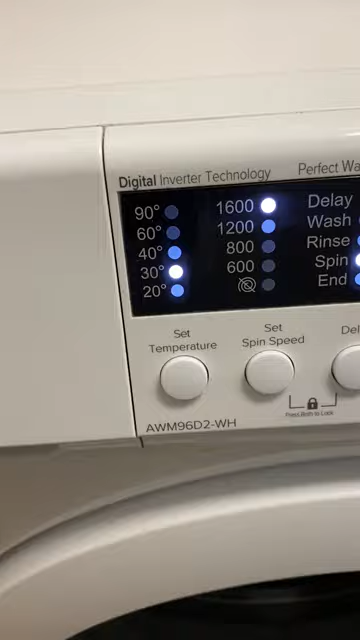 Digital Inverter Technology
Perfect Wa
90° 1600 Delay
60° 1200 Wash
40° 800 Rinse
30° 600 Spin
20° End
Set Temperature
Set Spin Speed
Del
Press Both to Lock
AWM96D2-WH